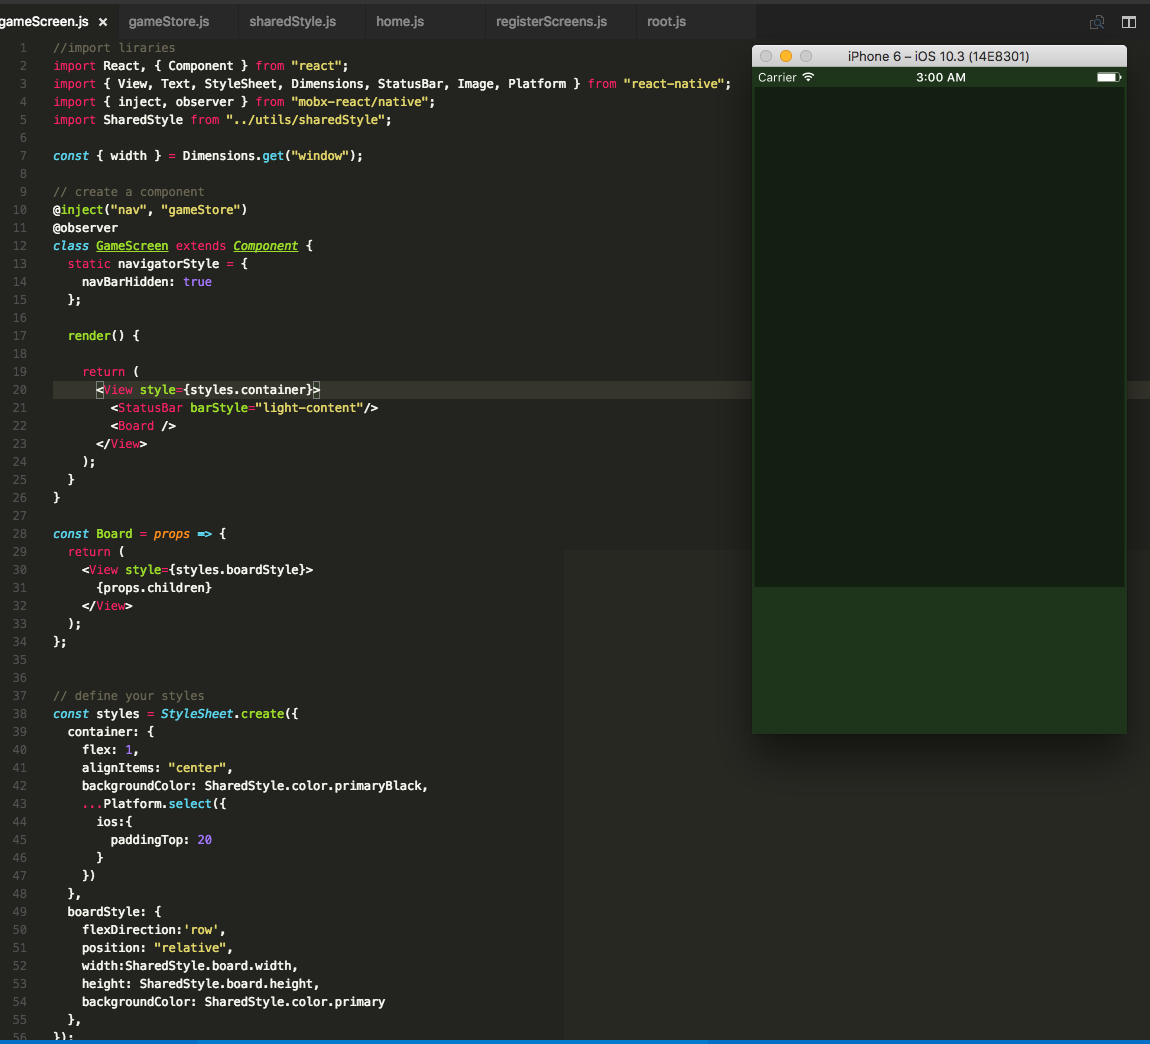 gameScreen.js × gameStore.js sharedStyle.js home.js registerScreens.js root.js
1 //import liraries
2 import React, { Component } from "react";
3 import { View, Text, StyleSheet, Dimensions, StatusBar, Image, Platform } from "react-native";
4 import { inject, observer } from "mobx-react/native";
5 import SharedStyle from "../utils/sharedStyle";
6
7 const { width } = Dimensions.get("window");
8
9 // create a component
10 @inject("nav", "gameStore")
11 @observer
12 class GameScreen extends Component {
13 static navigatorStyle = {
14 navBarHidden: true
15 };
16
17 render() {
18
19 return (
20 <View style={styles.container}>
21 <StatusBar barStyle="light-content"/>
22 <Board />
23 </View>
24 );
25 }
26 }
27
28 const Board = props => {
29 return (
30 <View style={styles.boardStyle}>
31 {props.children}
32 </View>
33 );
34 };
35
36
37 // define your styles
38 const styles = StyleSheet.create({
39 container: {
40 flex: 1,
41 alignItems: "center",
42 backgroundColor: SharedStyle.color.primaryBlack,
43 ...Platform.select({
44 ios:{
45 paddingTop: 20
46 }
47 })
48 },
49 boardStyle: {
50 flexDirection:'row',
51 position: "relative",
52 width:SharedStyle.board.width,
53 height: SharedStyle.board.height,
54 backgroundColor: SharedStyle.color.primary
55 },
56 });
iPhone 6 – iOS 10.3 (14E8301)
Carrier 3:00 AM